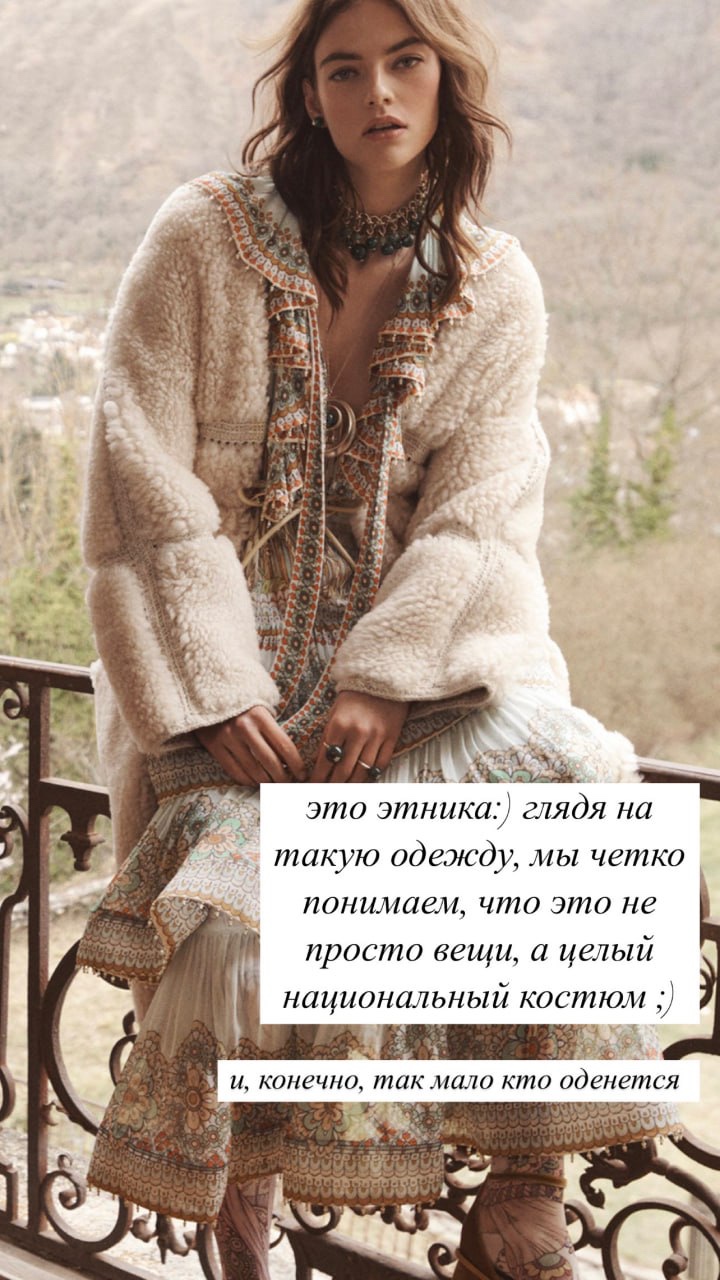 это этника:) глядя на
такую одежду, мы четко
понимаем, что это не
просто вещи, а целый
национальный костюм ;)
и, конечно, так мало кто оденется